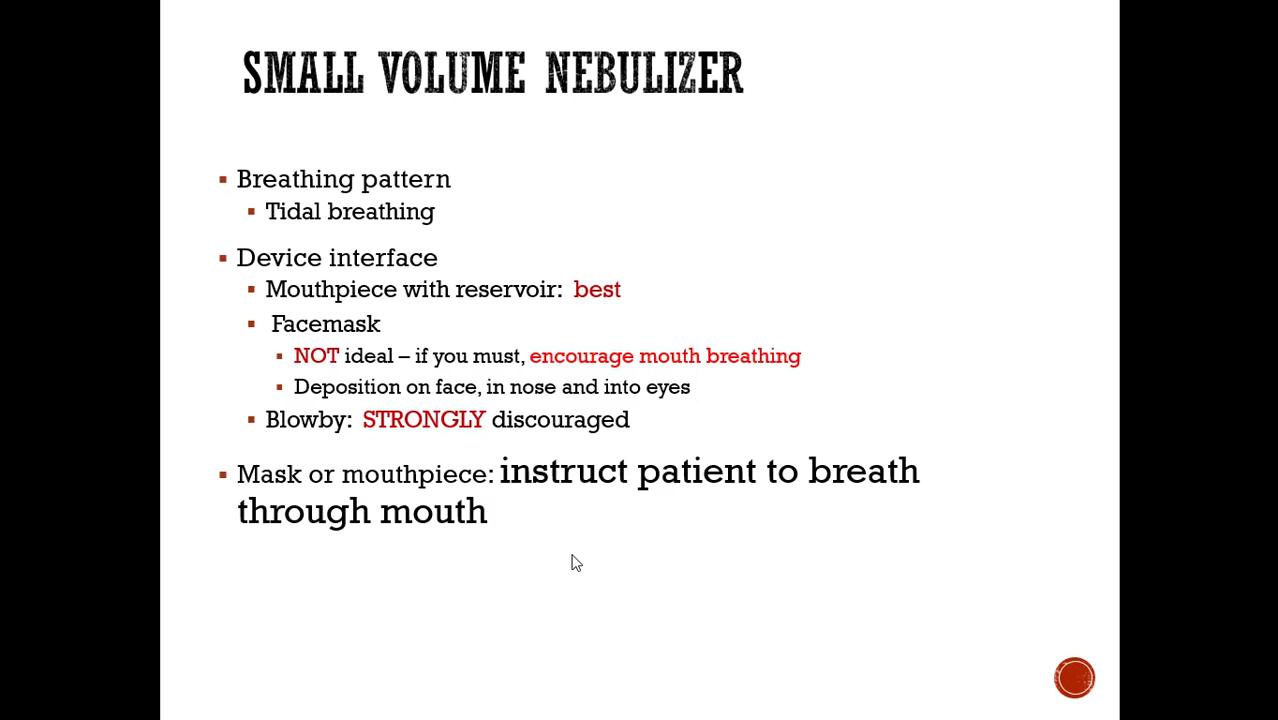 SMALL VOLUME NEBULIZER
Breathing pattern
Tidal breathing
Device interface
Mouthpiece with reservoir: best
Facemask
NOT ideal – if you must, encourage mouth breathing
Deposition on face, in nose and into eyes
Blowby: STRONGLY discouraged
Mask or mouthpiece: instruct patient to breath
through mouth